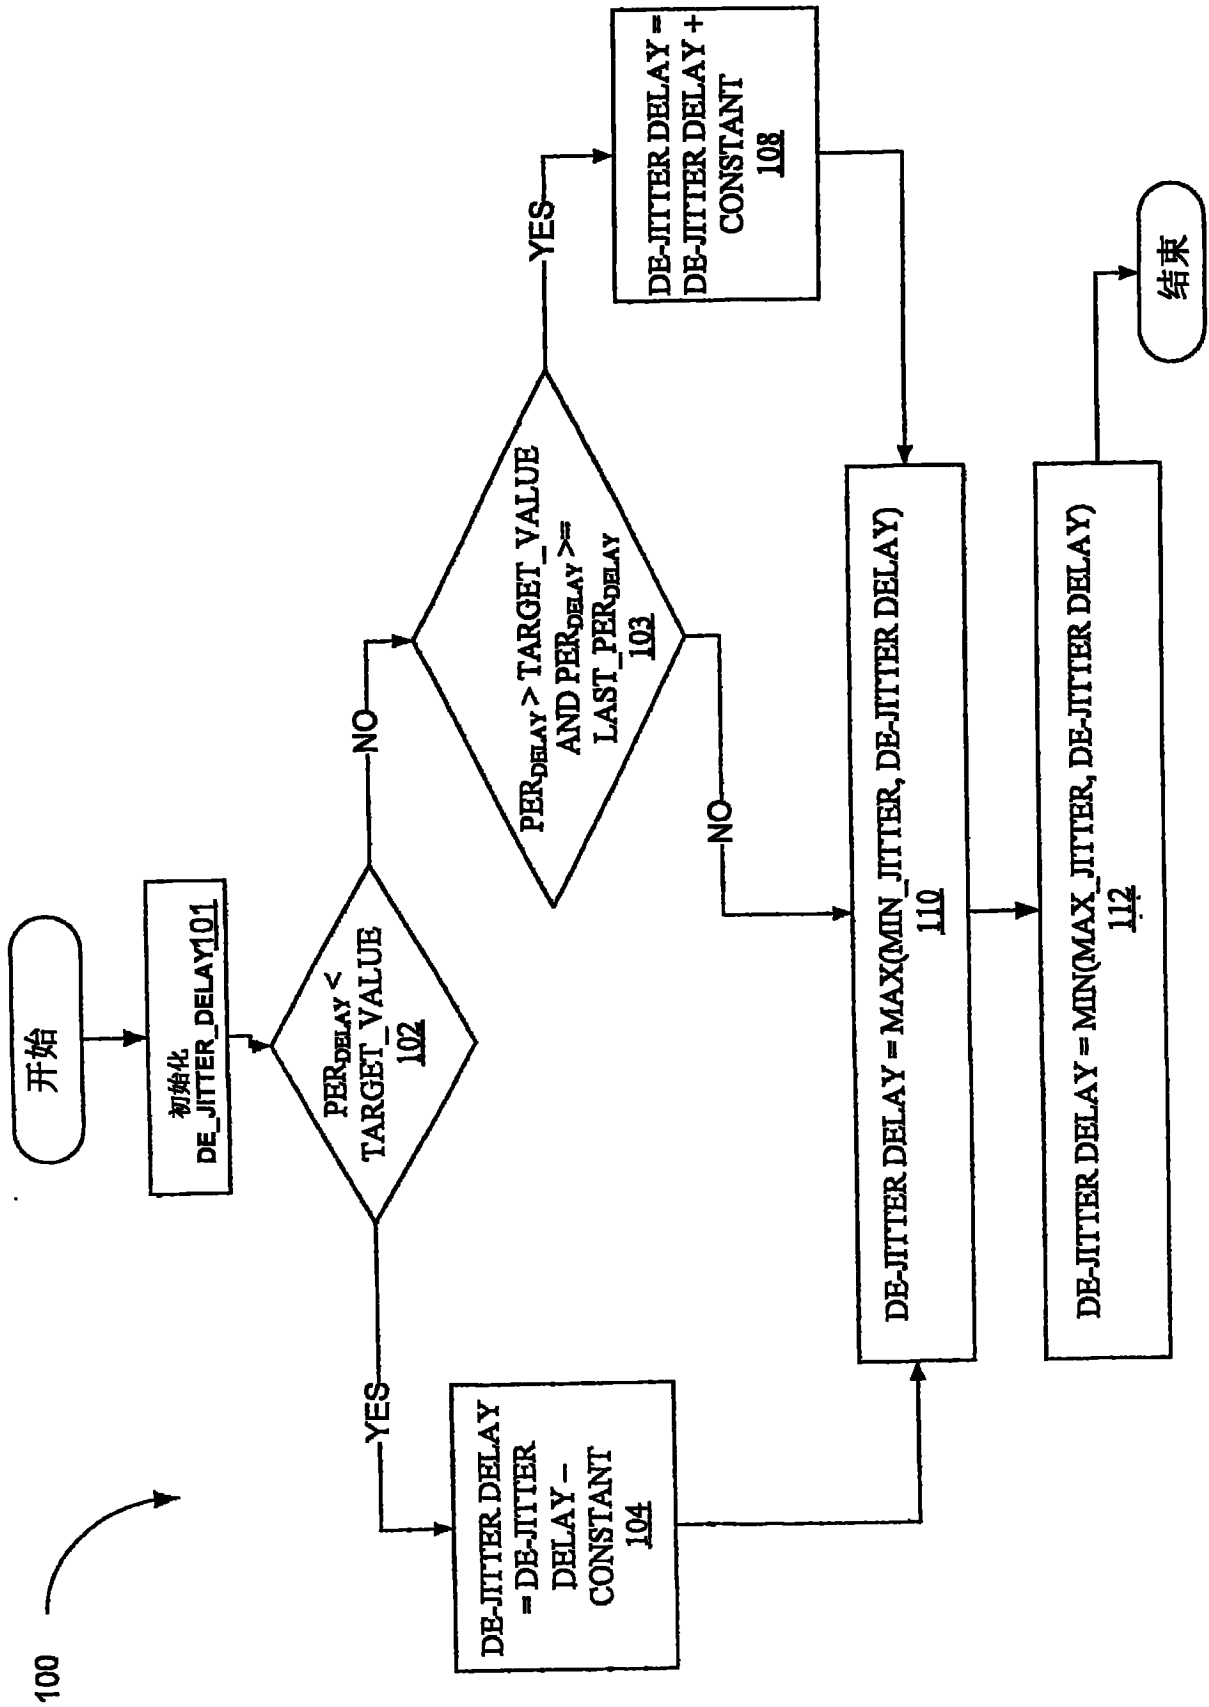 100
开始
初始化
DE_JITTER_DELAY101
PERDELAY <
TARGET_VALUE
102
YES
NO
DE-JITTER DELAY
= DE-JITTER
DELAY –
CONSTANT
104
PERDELAY > TARGET_VALUE
AND PERDELAY >=
LAST_PERDELAY
103
YES
NO
DE-JITTER DELAY =
DE-JITTER DELAY +
CONSTANT
108
DE-JITTER DELAY = MAX(MIN_JITTER, DE-JITTER DELAY)
110
DE-JITTER DELAY = MIN(MAX_JITTER, DE-JITTER DELAY)
112
结束